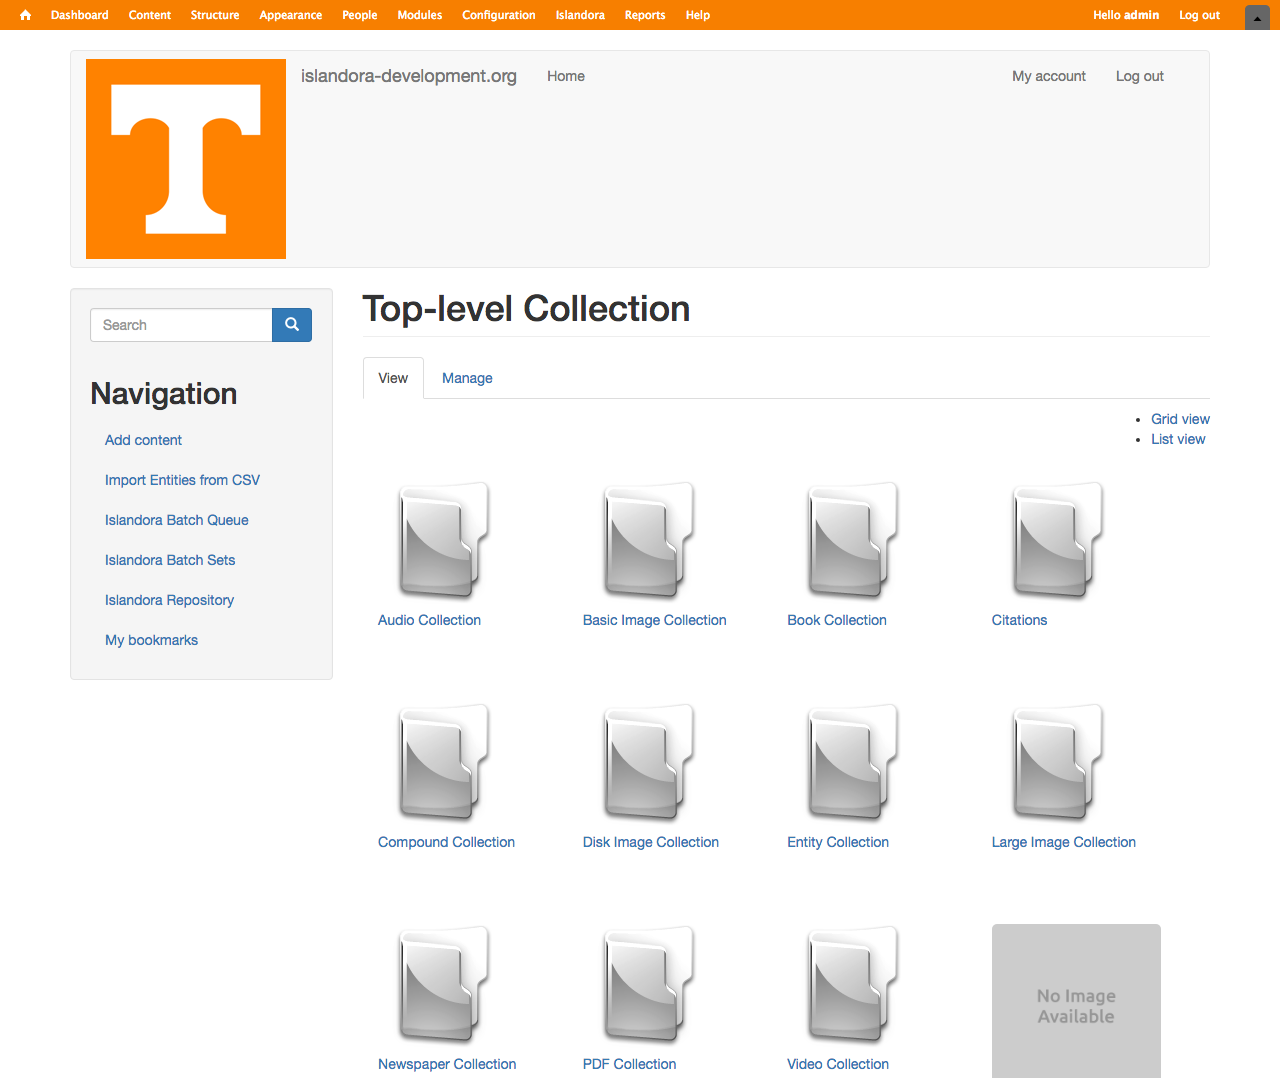 Dashboard Content Structure Appearance People Modules Configuration Islandora Reports Help Hello admin Log out
T
islandora-development.org Home My account Log out
Search
Navigation
Add content
Import Entities from CSV
Islandora Batch Queue
Islandora Batch Sets
Islandora Repository
My bookmarks
Top-level Collection
View Manage
Grid view
List view
Audio Collection Basic Image Collection Book Collection Citations
Compound Collection Disk Image Collection Entity Collection Large Image Collection
No Image
Available
Newspaper Collection PDF Collection Video Collection